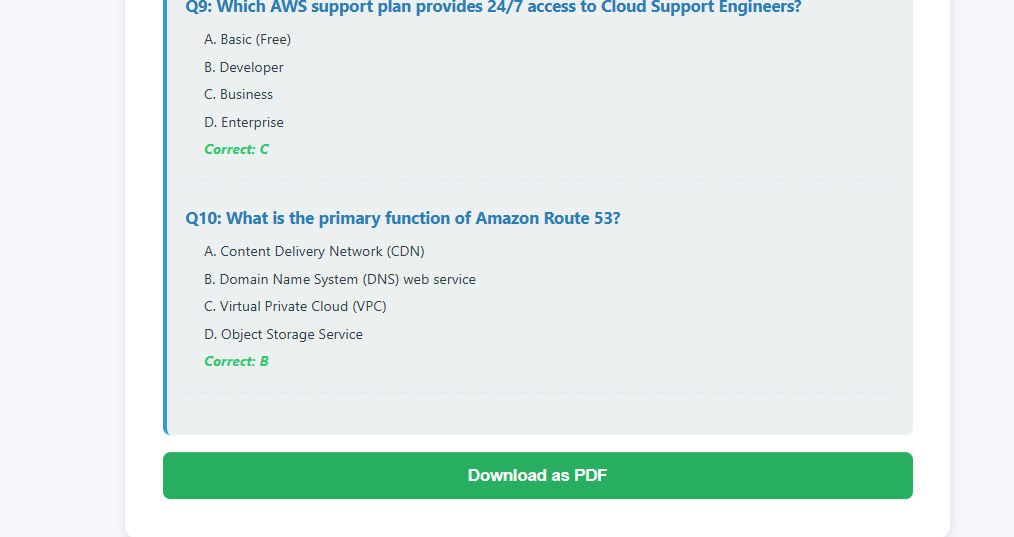 Q9: Which AWS support plan provides 24/7 access to Cloud Support Engineers?
A. Basic (Free)
B. Developer
C. Business
D. Enterprise
Correct: C
Q10: What is the primary function of Amazon Route 53?
A. Content Delivery Network (CDN)
B. Domain Name System (DNS) web service
C. Virtual Private Cloud (VPC)
D. Object Storage Service
Correct: B
Download as PDF